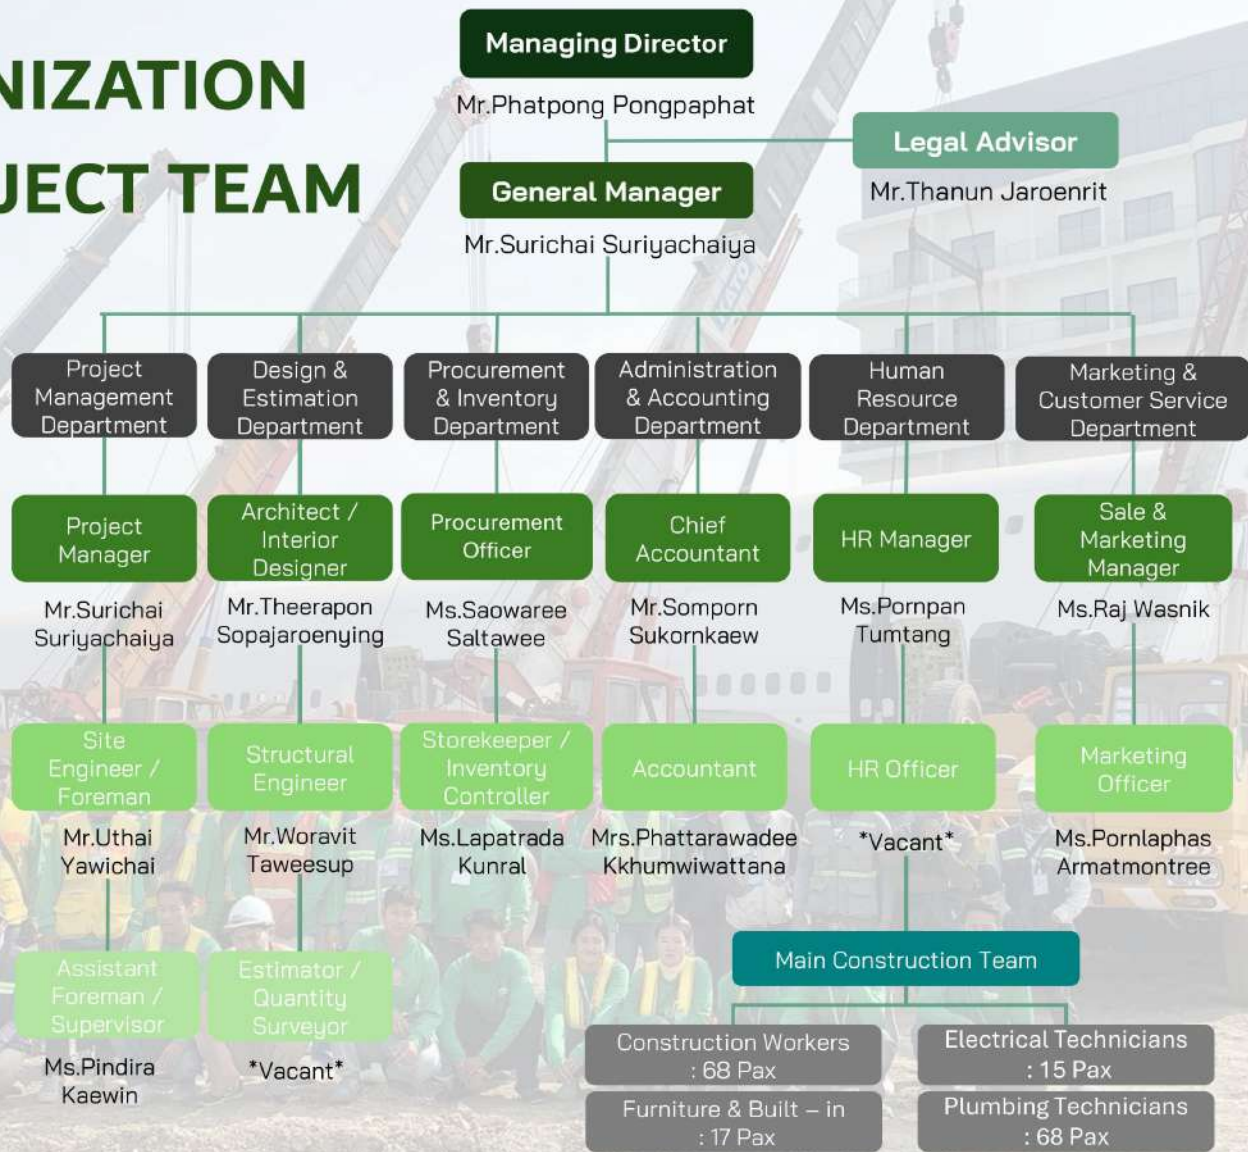 NIZATION
JECT TEAM
Managing Director
Mr.Phatpong Pongpaphat
Legal Advisor
Mr.Thanun Jaroenrit
General Manager
Mr.Surichai Suriyachaiya
Project
Management
Department
Design &
Estimation
Department
Procurement
& Inventory
Department
Administration
& Accounting
Department
Human
Resource
Department
Marketing &
Customer Service
Department
Project
Manager
Mr.Surichai
Suriyachaiya
Architect /
Interior
Designer
Mr.Theerapon
Sopajaroenying
Procurement
Officer
Ms.Saowaree
Saltawee
Chief
Accountant
Mr.Somporn
Sukornkaew
HR Manager
Ms.Pornpan
Tumtang
Sale &
Marketing
Manager
Ms.Raj Wasnik
Site
Engineer /
Foreman
Mr.Uthai
Yawichai
Structural
Engineer
Mr.Woravit
Taweesup
Storekeeper /
Inventory
Controller
Ms.Lapatrada
Kunral
Accountant
Mrs.Phattarawadee
Kkhumwiwattana
HR Officer
*Vacant*
Marketing
Officer
Ms.Pornlaphas
Armatmontree
Assistant
Foreman /
Supervisor
Ms.Pindira
Kaewin
Estimator /
Quantity
Surveyor
*Vacant*
Main Construction Team
Construction Workers
: 68 Pax
Electrical Technicians
: 15 Pax
Furniture & Built – in
: 17 Pax
Plumbing Technicians
: 68 Pax
KATO